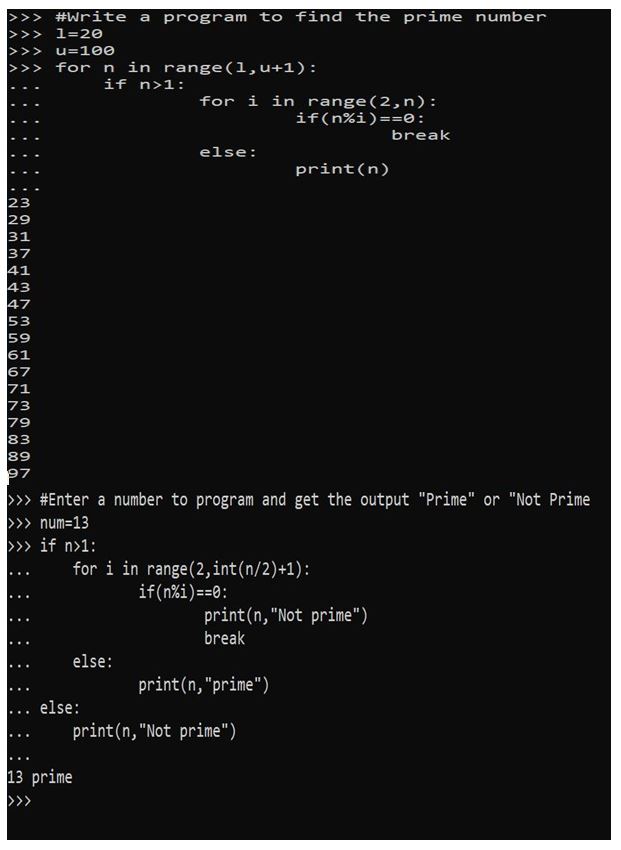 >>> #Write a program to find the prime number
>>> l=20
>>> u=100
>>> for n in range(l,u+1):
...     if n>1:
...             for i in range(2,n):
...                     if(n%i)==0:
...                             break
...             else:
...                     print(n)
...
23
29
31
37
41
43
47
53
59
61
67
71
73
79
83
89
97
>>> #Enter a number to program and get the output "Prime" or "Not Prime
>>> num=13
>>> if n>1:
...     for i in range(2,int(n/2)+1):
...             if(n%i)==0:
...                     print(n,"Not prime")
...                     break
...     else:
...             print(n,"prime")
... else:
...     print(n,"Not prime")
...
13 prime
>>>